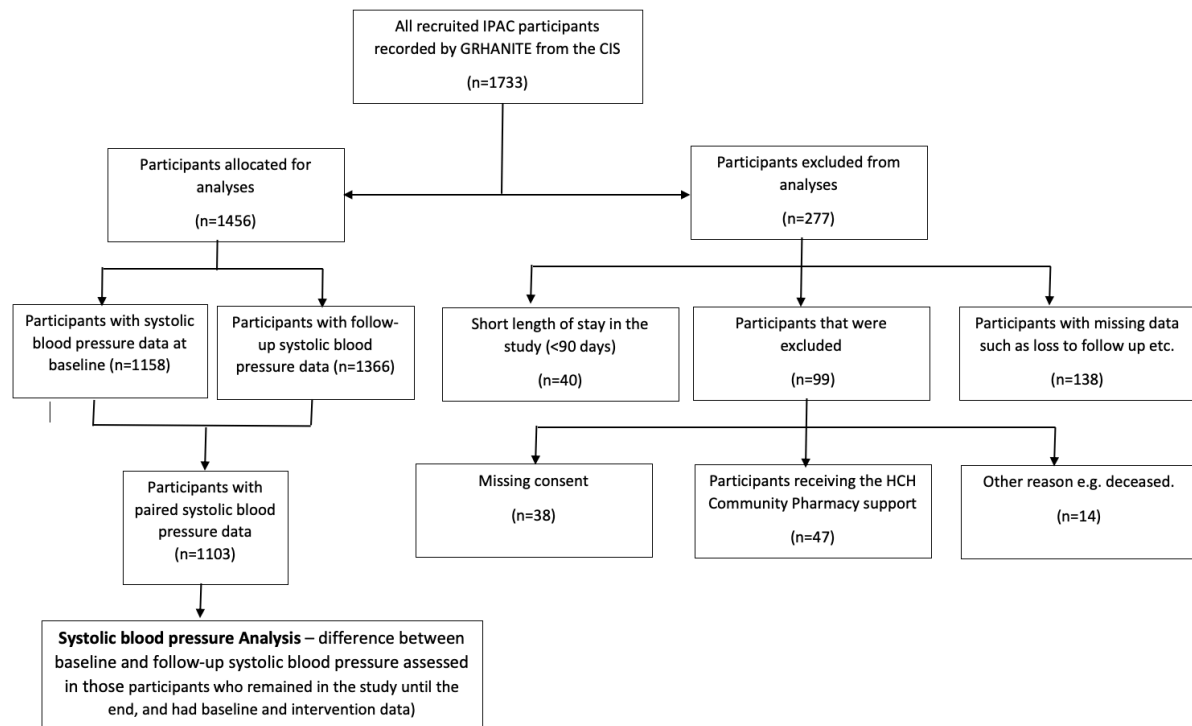 All recruited IPAC participants
recorded by GRHANITE from the CIS
(n=1733)
Participants allocated for
analyses
(n=1456)
Participants excluded from
analyses
(n=277)
Participants with systolic
blood pressure data at
baseline (n=1158)
Participants with follow-
up systolic blood
pressure data (n=1366)
Short length of stay in the
study (<90 days)
(n=40)
Participants that were
excluded
(n=99)
Participants with missing data
such as loss to follow up etc.
(n=138)
Participants with
paired systolic blood
pressure data
(n=1103)
Missing consent
(n=38)
Participants receiving the HCH
Community Pharmacy support
(n=47)
Other reason e.g. deceased.
(n=14)
Systolic blood pressure Analysis – difference between
baseline and follow-up systolic blood pressure assessed
in those participants who remained in the study until the
end, and had baseline and intervention data)